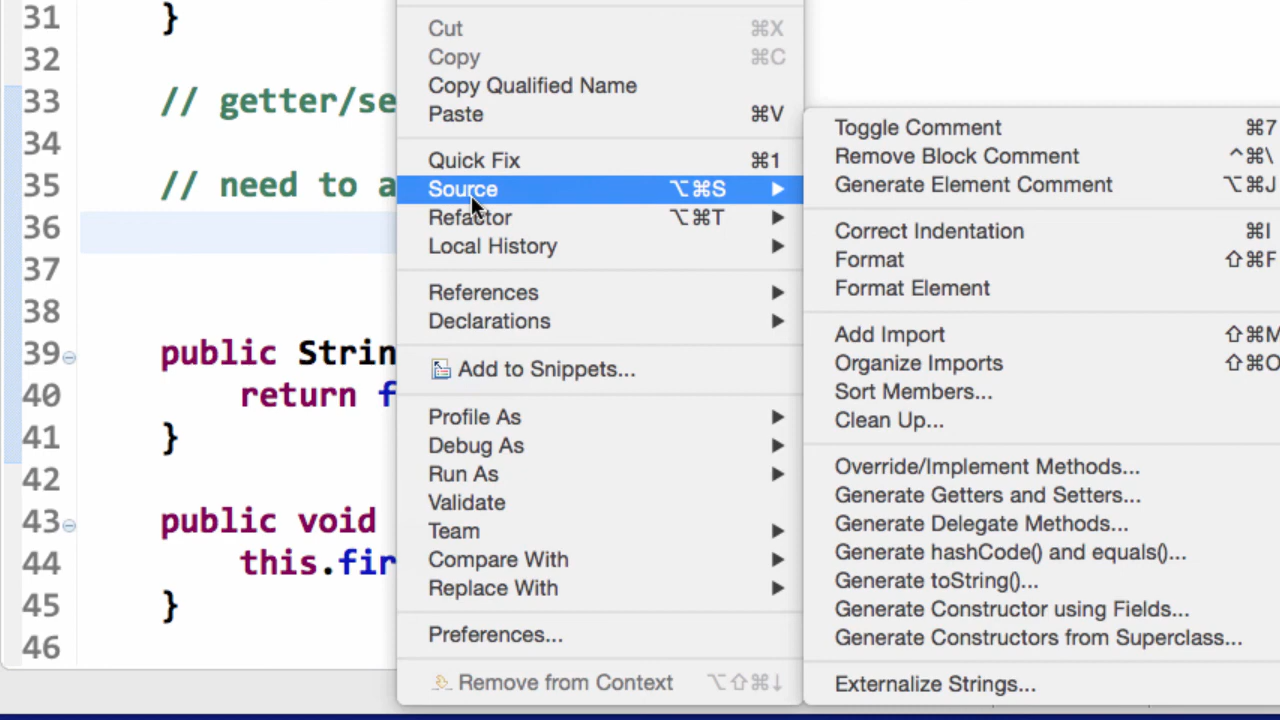 31 }
32
33 // getter/se
34
35 // need to a
36
37
38
39 public Strin
40 return f
41 }
42
43 public void
44 this.fir
45 }
46
Cut ⌘X
Copy ⌘C
Copy Qualified Name
Paste ⌘V
Quick Fix ⌘1
Source ⌥⌘S
Refactor ⌥⌘T
Local History
References
Declarations
Add to Snippets...
Profile As
Debug As
Run As
Validate
Team
Compare With
Replace With
Preferences...
Remove from Context ⌥⇧⌘↓
Toggle Comment ⌘7
Remove Block Comment ^⌘\
Generate Element Comment ⌥⌘J
Correct Indentation ⌘I
Format ⇧⌘F
Format Element
Add Import ⇧⌘M
Organize Imports ⇧⌘O
Sort Members...
Clean Up...
Override/Implement Methods...
Generate Getters and Setters...
Generate Delegate Methods...
Generate hashCode() and equals()...
Generate toString()...
Generate Constructor using Fields...
Generate Constructors from Superclass...
Externalize Strings...